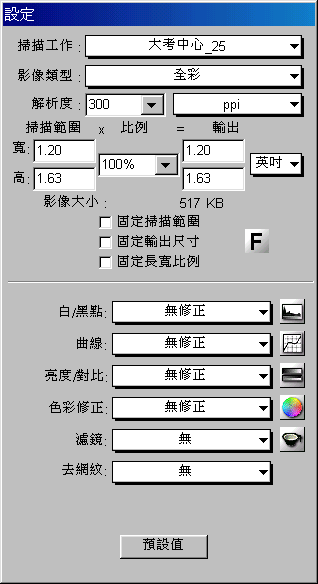 設定
掃描工作 : 大考中心_25
影像類型 : 全彩
解析度 : 300 ppi
掃描範圍 x 比例 = 輸出
寬: 1.20 1.20
100% 英吋
高: 1.63 1.63
影像大小 : 517 KB
固定掃描範圍
固定輸出尺寸
F
固定長寬比例
白/黑點: 無修正
曲線: 無修正
亮度/對比: 無修正
色彩修正: 無修正
濾鏡: 無
去網紋: 無
預設值